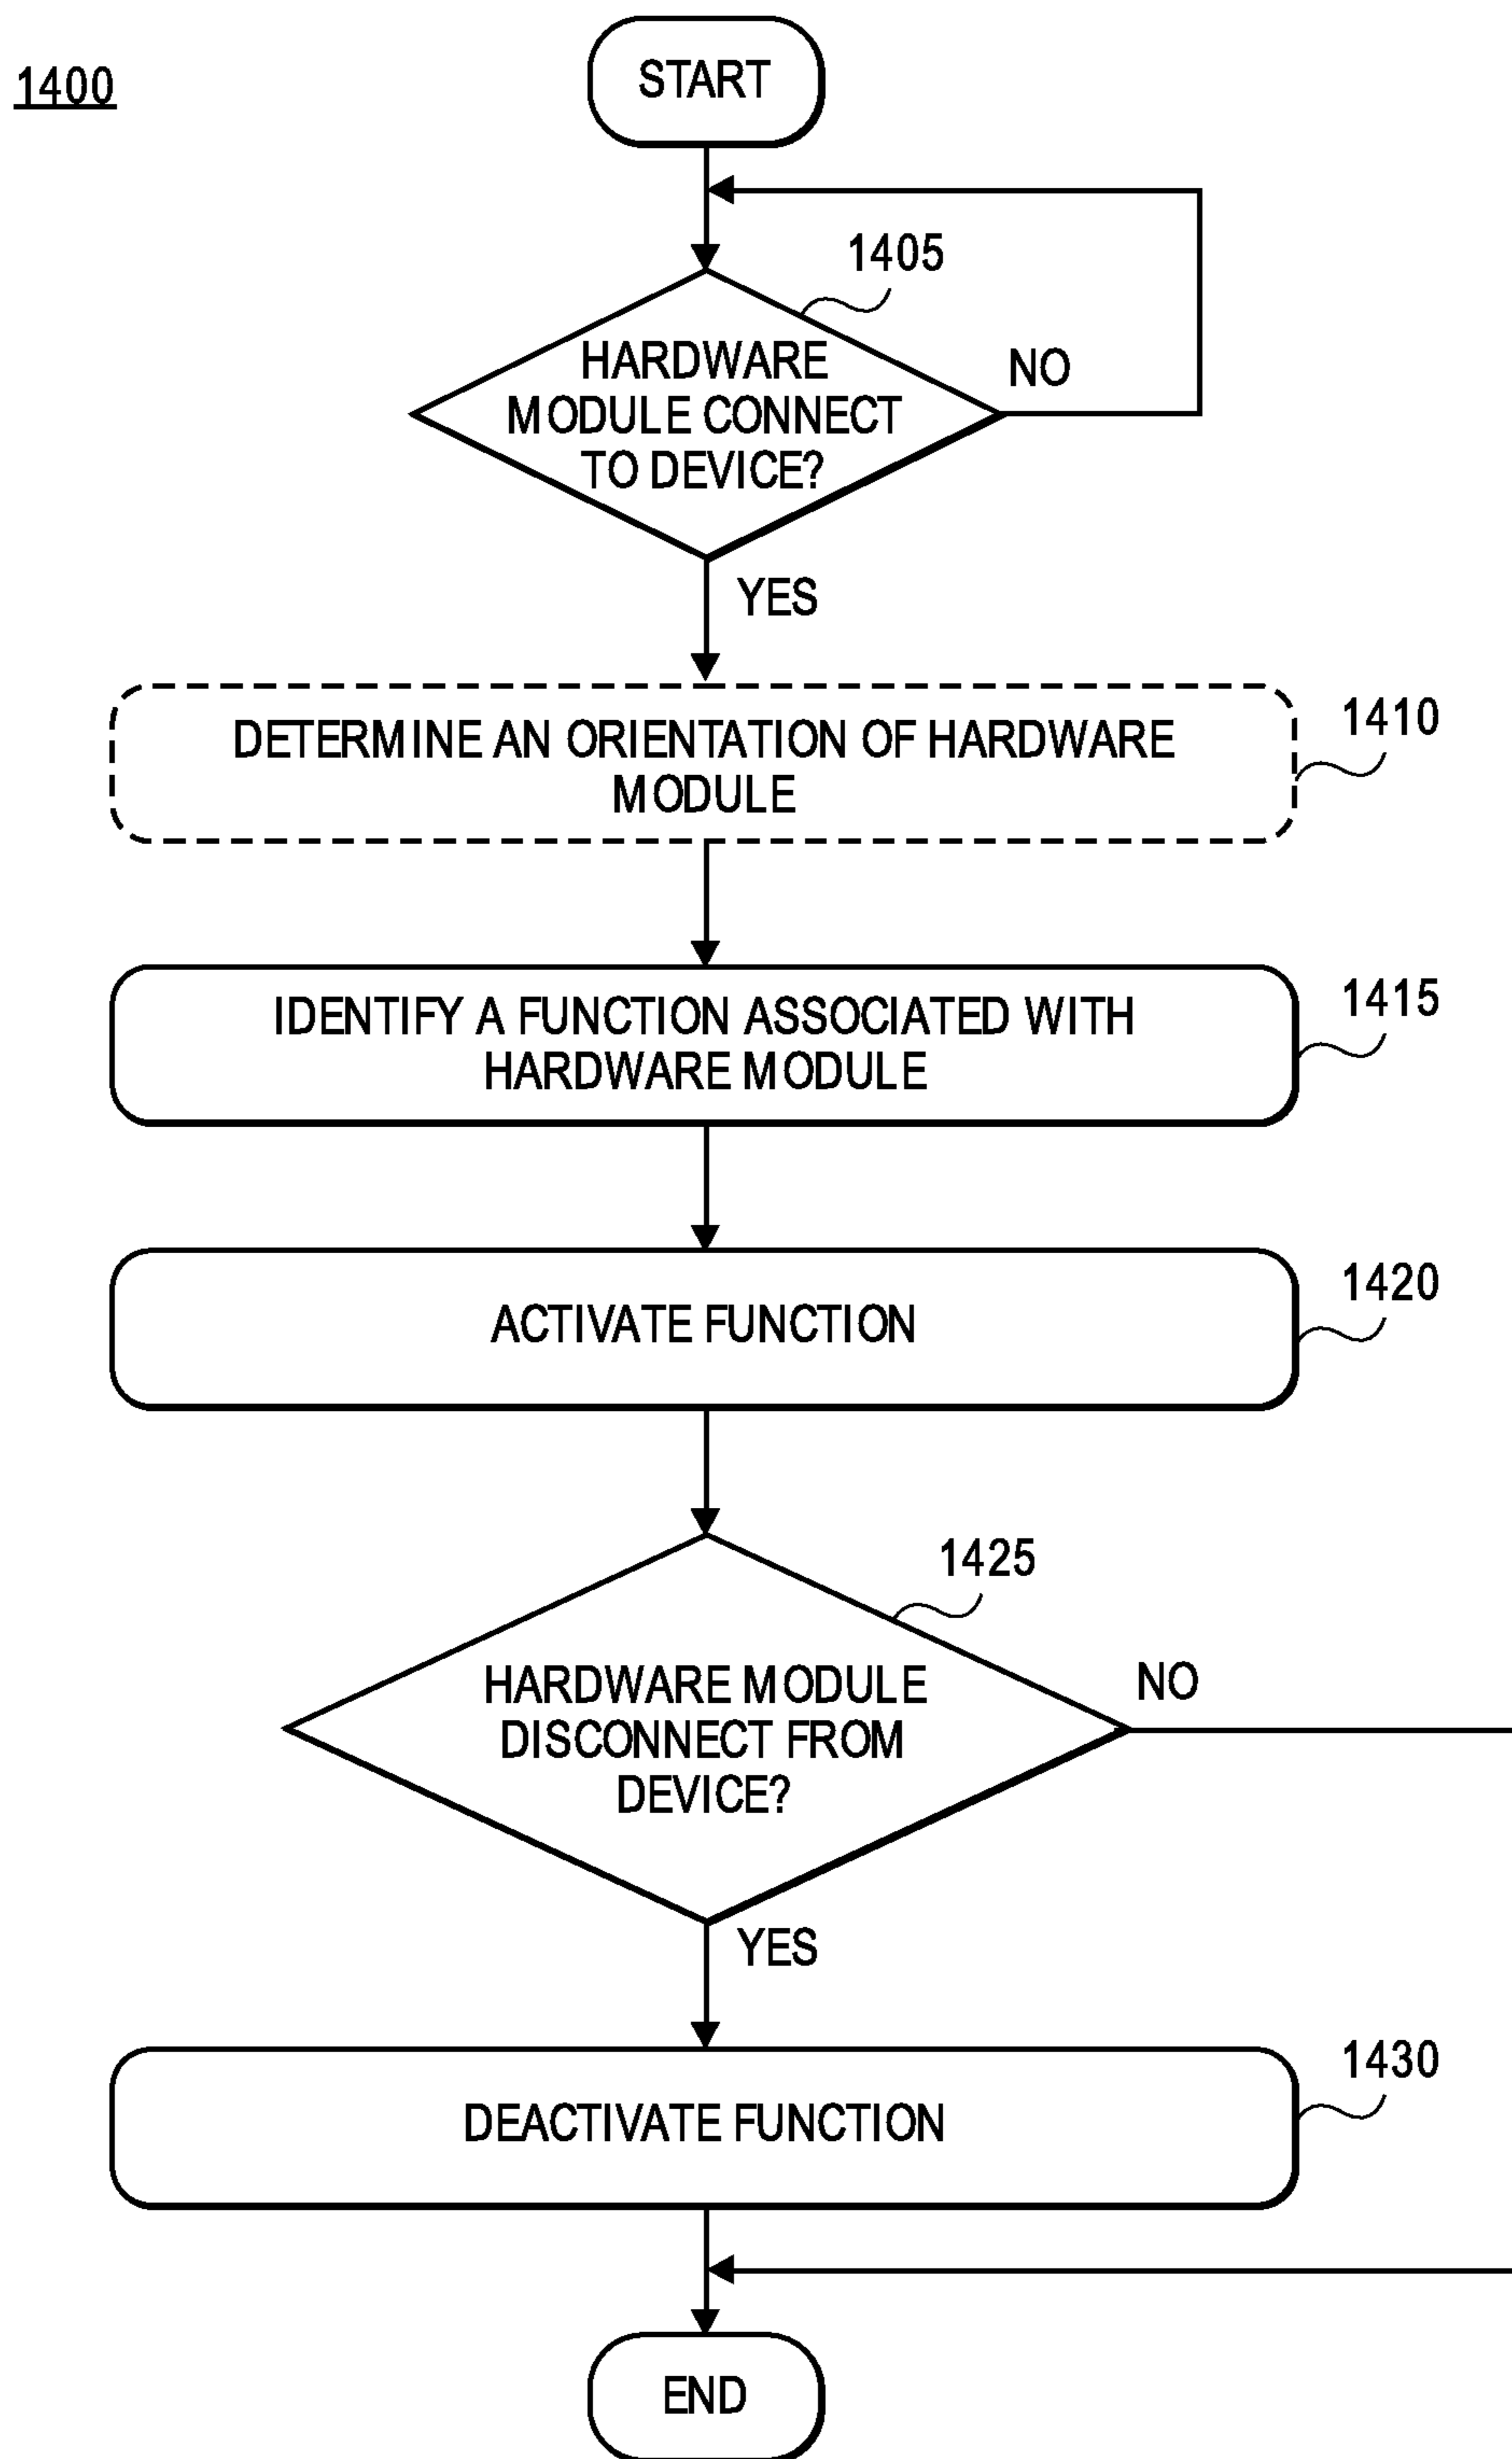 1400
START
1405
HARDWARE
MODULE CONNECT
TO DEVICE?
NO
YES
DETERMINE AN ORIENTATION OF HARDWARE
MODULE
1410
IDENTIFY A FUNCTION ASSOCIATED WITH
HARDWARE MODULE
1415
ACTIVATE FUNCTION
1420
1425
HARDWARE MODULE
DISCONNECT FROM
DEVICE?
NO
YES
DEACTIVATE FUNCTION
1430
END